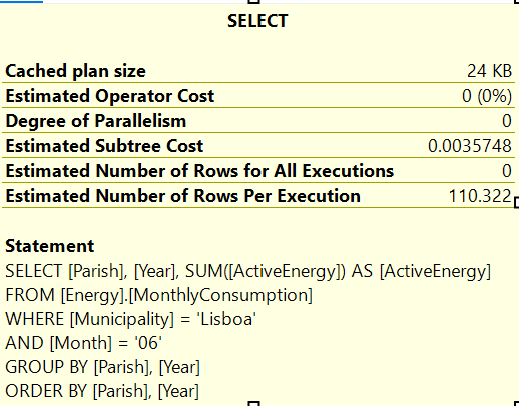 SELECT
Cached plan size 24 KB
Estimated Operator Cost 0 (0%)
Degree of Parallelism 0
Estimated Subtree Cost 0.0035748
Estimated Number of Rows for All Executions 0
Estimated Number of Rows Per Execution 110.322
Statement
SELECT [Parish], [Year], SUM([ActiveEnergy]) AS [ActiveEnergy]
FROM [Energy].[MonthlyConsumption]
WHERE [Municipality] = 'Lisboa'
AND [Month] = '06'
GROUP BY [Parish], [Year]
ORDER BY [Parish], [Year]